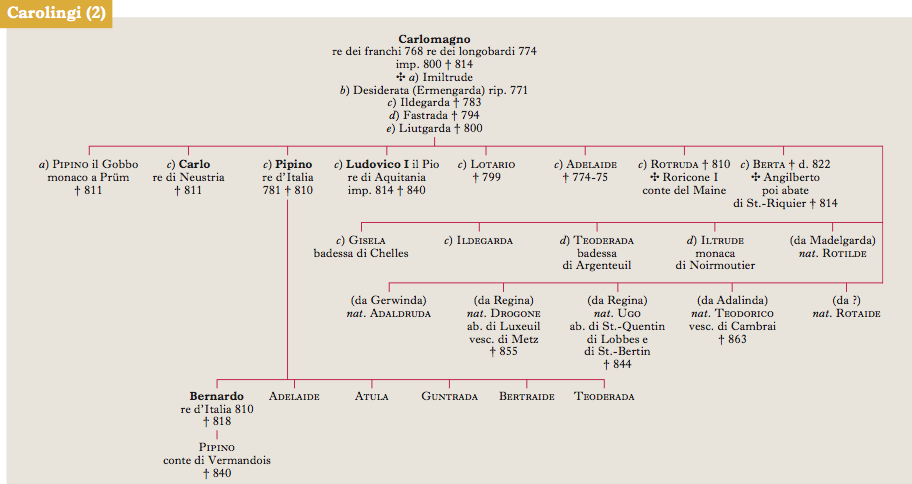 Carolingi (2)
Carlomagno
re dei franchi 768 re dei longobardi 774
imp. 800 † 814
✣ a) Imiltrude
b) Desiderata (Ermengarda) rip. 771
c) Ildegarda † 783
d) Fastrada † 794
e) Liutgarda † 800
a) PIPINO il Gobbo
monaco a Prüm
† 811
c) Carlo
re di Neustria
† 811
c) Pipino
re d'Italia
781 † 810
c) Ludovico I il Pio
re di Aquitania
imp. 814 † 840
c) LOTARIO
† 799
c) ADELAIDE
† 774-75
c) ROTRUDA † 810
✣ Roricone I
conte del Maine
c) BERTA † d. 822
✣ Angilberto
poi abate
di St.-Riquier † 814
c) GISELA
badessa di Chelles
c) ILDEGARDA
d) TEODERADA
badessa
di Argenteuil
d) ILTRUDE
monaca
di Noirmoutier
(da Madelgarda)
nat. ROTILDE
(da Gerwinda)
nat. ADALDRUDA
(da Regina)
nat. DROGONE
ab. di Luxeuil
vesc. di Metz
† 855
(da Regina)
nat. UGO
ab. di St.-Quentin
di Lobbes e
di St.-Bertin
† 844
(da Adalinda)
nat. TEODORICO
vesc. di Cambrai
† 863
(da ?)
nat. ROTAIDE
Bernardo
re d'Italia 810
† 818
ADELAIDE
ATULA
GUNTRADA
BERTRAIDE
TEODERADA
PIPINO
conte di Vermandois
† 840